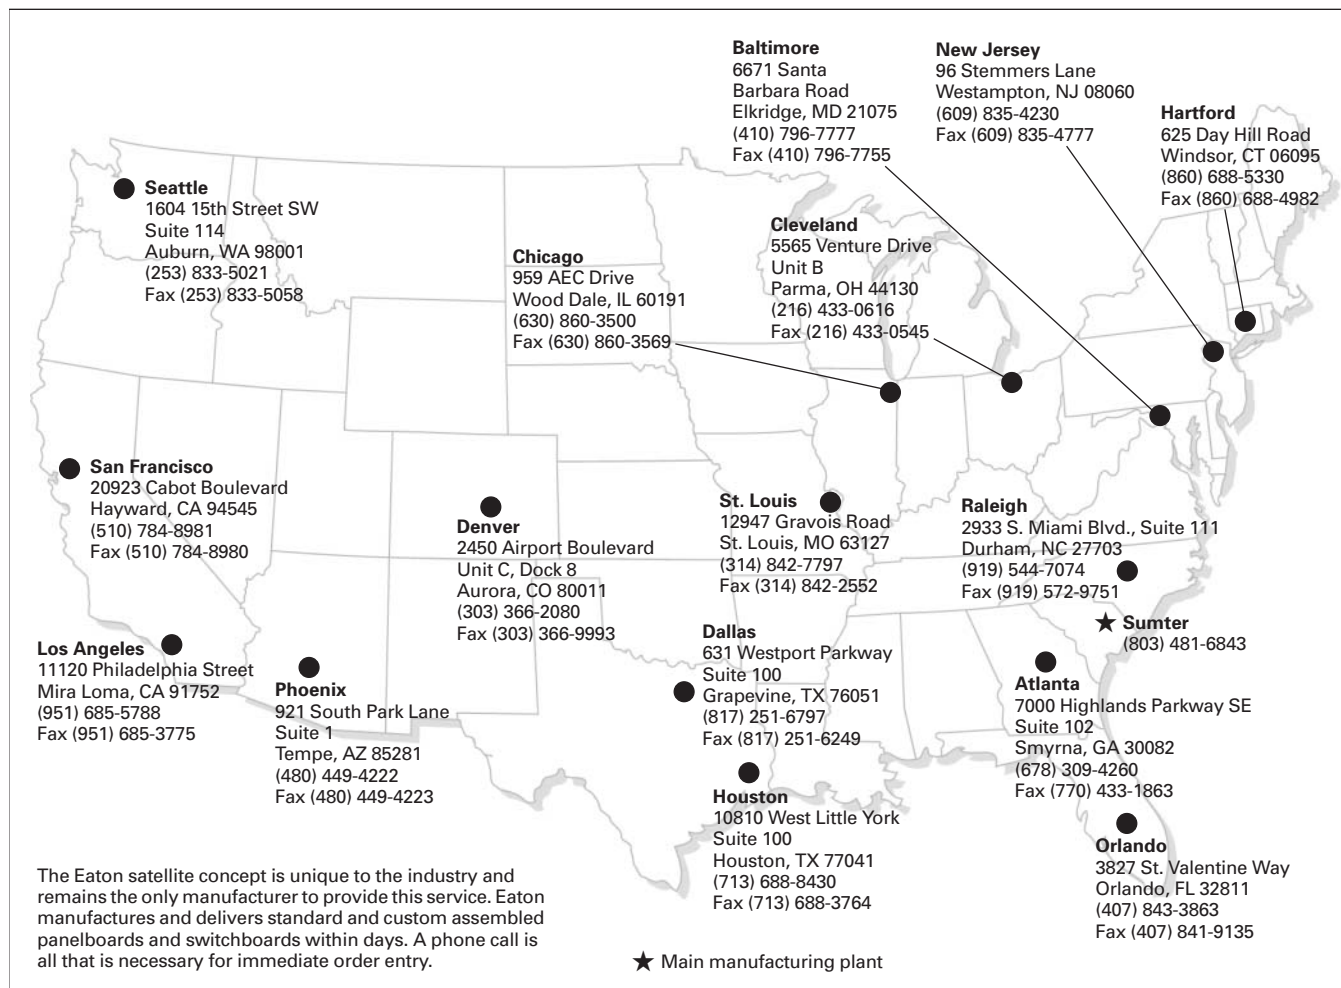 Baltimore
6671 Santa
Barbara Road
Elkridge, MD 21075
(410) 796-7777
Fax (410) 796-7755
New Jersey
96 Stemmers Lane
Westampton, NJ 08060
(609) 835-4230
Fax (609) 835-4777
Hartford
625 Day Hill Road
Windsor, CT 06095
(860) 688-5330
Fax (860) 688-4982
Seattle
1604 15th Street SW
Suite 114
Auburn, WA 98001
(253) 833-5021
Fax (253) 833-5058
Chicago
959 AEC Drive
Wood Dale, IL 60191
(630) 860-3500
Fax (630) 860-3569
Cleveland
5565 Venture Drive
Unit B
Parma, OH 44130
(216) 433-0616
Fax (216) 433-0545
San Francisco
20923 Cabot Boulevard
Hayward, CA 94545
(510) 784-8981
Fax (510) 784-8980
Denver
2450 Airport Boulevard
Unit C, Dock 8
Aurora, CO 80011
(303) 366-2080
Fax (303) 366-9993
St. Louis
12947 Gravois Road
St. Louis, MO 63127
(314) 842-7797
Fax (314) 842-2552
Raleigh
2933 S. Miami Blvd., Suite 111
Durham, NC 27703
(919) 544-7074
Fax (919) 572-9751
Sumter
(803) 481-6843
Los Angeles
11120 Philadelphia Street
Mira Loma, CA 91752
(951) 685-5788
Fax (951) 685-3775
Phoenix
921 South Park Lane
Suite 1
Tempe, AZ 85281
(480) 449-4222
Fax (480) 449-4223
Dallas
631 Westport Parkway
Suite 100
Grapevine, TX 76051
(817) 251-6797
Fax (817) 251-6249
Atlanta
7000 Highlands Parkway SE
Suite 102
Smyrna, GA 30082
(678) 309-4260
Fax (770) 433-1863
Houston
10810 West Little York
Suite 100
Houston, TX 77041
(713) 688-8430
Fax (713) 688-3764
Orlando
3827 St. Valentine Way
Orlando, FL 32811
(407) 843-3863
Fax (407) 841-9135
The Eaton satellite concept is unique to the industry and
remains the only manufacturer to provide this service. Eaton
manufactures and delivers standard and custom assembled
panelboards and switchboards within days. A phone call is
all that is necessary for immediate order entry.
★ Main manufacturing plant